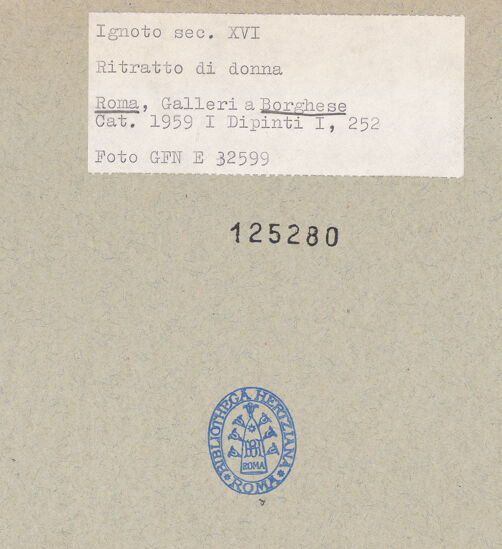 Ignoto sec. XVI
Ritratto di donna
Roma, Galleria Borghese
Cat. 1959 I Dipinti I, 252
Foto GFN E 32599
125280
BIBLIOTHECA HERTZIANA
ROMA
ROMA